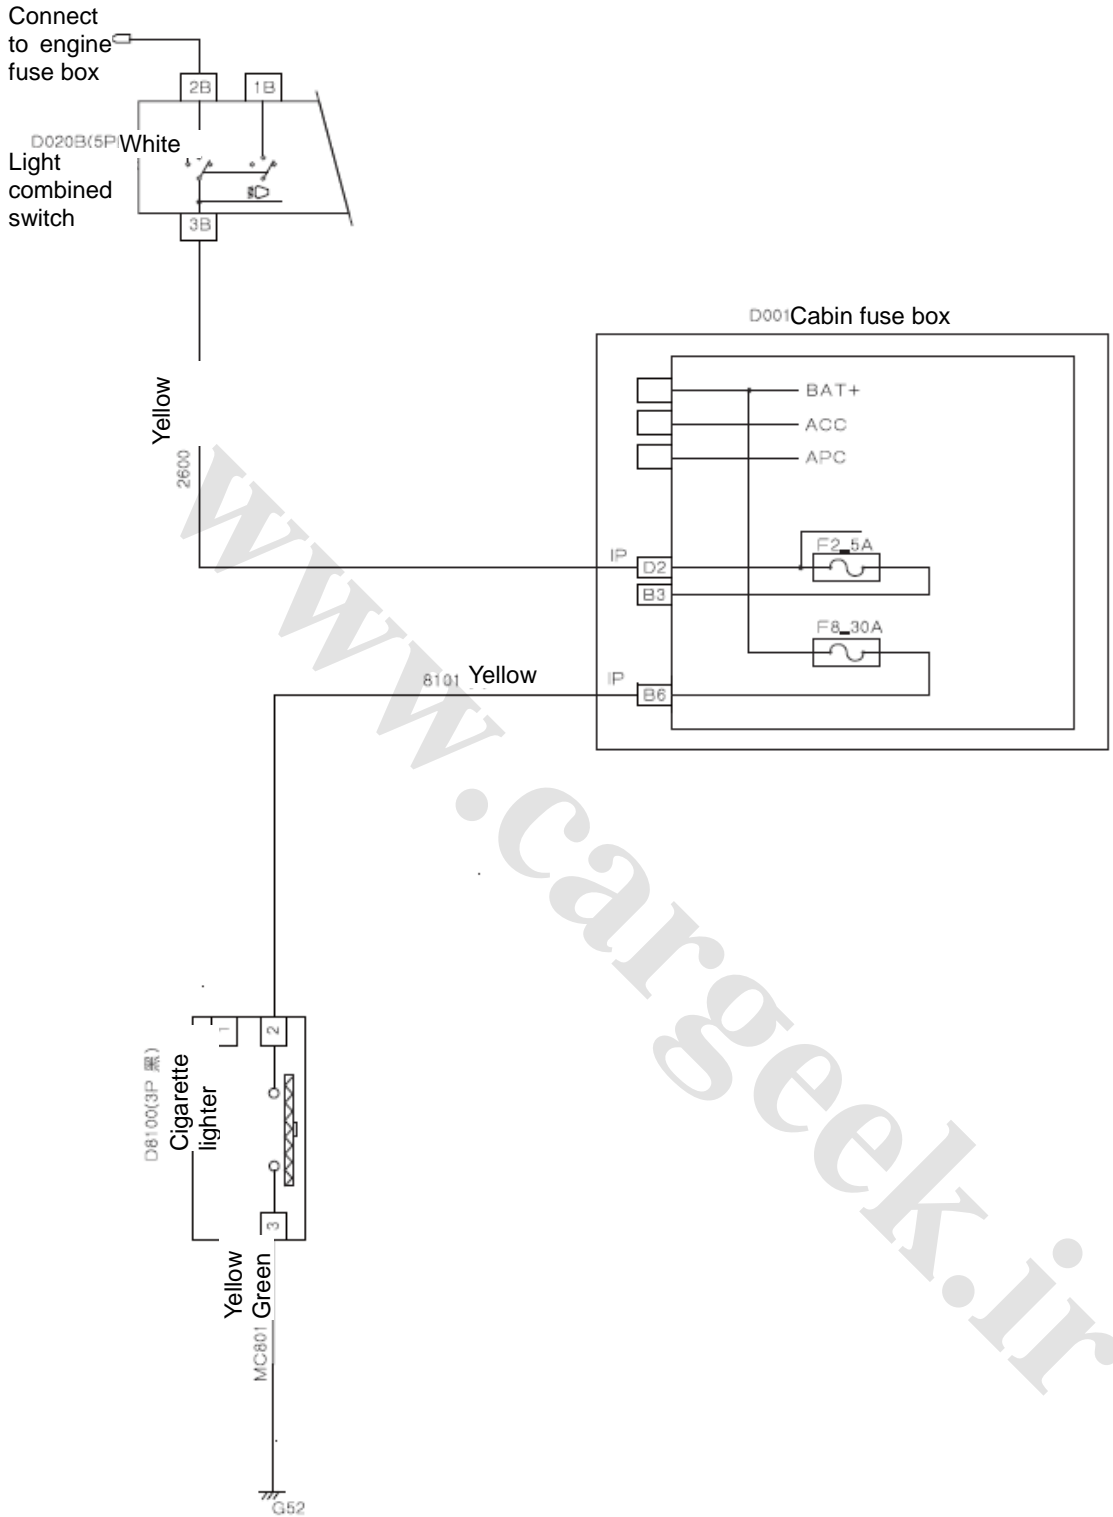 Connect
to engine
fuse box
2B
1B
D020B(5P White
Light
combined
switch
3B
Yellow
2600
D001 Cabin fuse box
BAT+
ACC
APC
F2_5A
IP
D2
B3
F8_30A
8101 Yellow
IP
B6
1
2
D8100(3P 黑)
Cigarette
lighter
3
Yellow
Green
MC801
G52
www.cargeek.ir